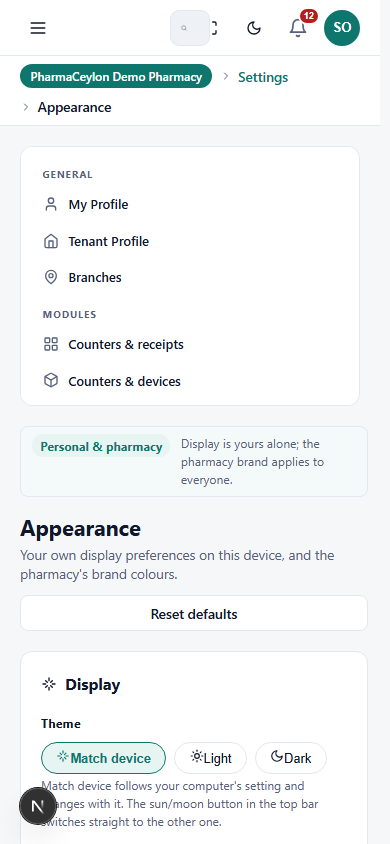 12
SO
PharmaCeylon Demo Pharmacy
Settings
Appearance
GENERAL
My Profile
Tenant Profile
Branches
MODULES
Counters & receipts
Counters & devices
Personal & pharmacy
Display is yours alone; the
pharmacy brand applies to
everyone.
Appearance
Your own display preferences on this device, and the
pharmacy's brand colours.
Reset defaults
Display
Theme
Match device
Light
Dark
Match device follows your computer's setting and
changes with it. The sun/moon button in the top bar
switches straight to the other one.
N